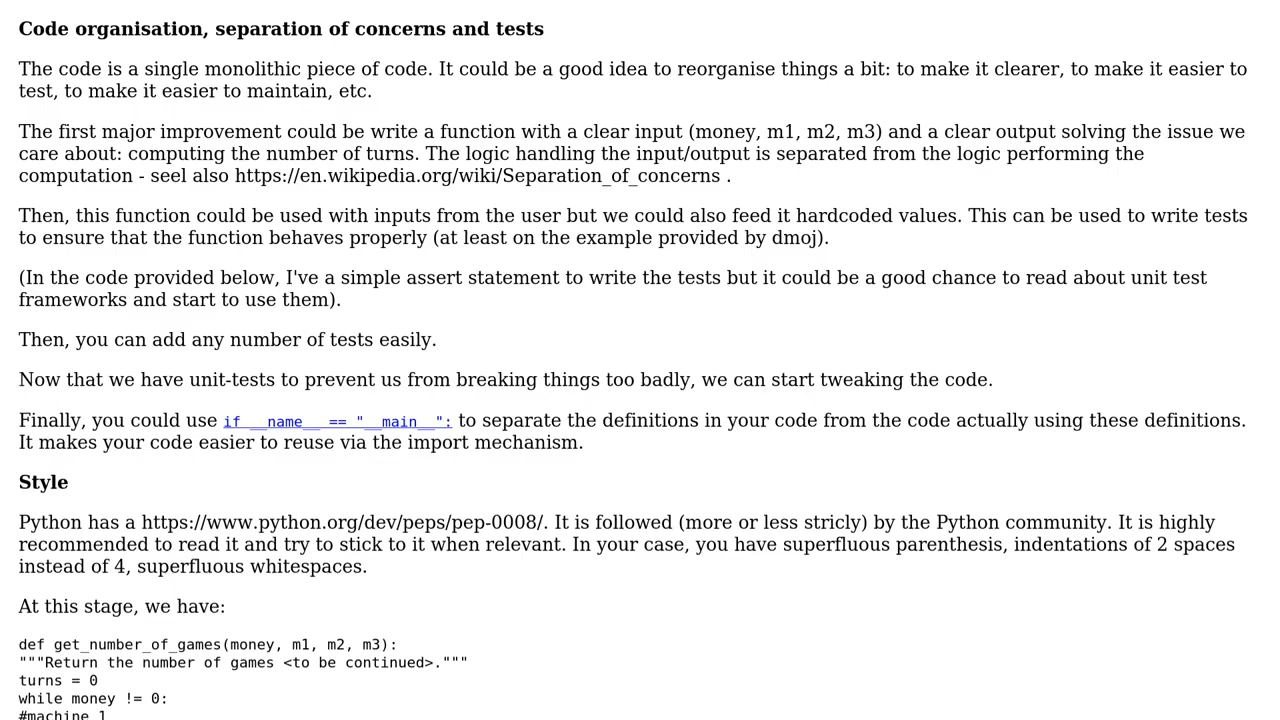 Code organisation, separation of concerns and tests
The code is a single monolithic piece of code. It could be a good idea to reorganise things a bit: to make it clearer, to make it easier to
test, to make it easier to maintain, etc.
The first major improvement could be write a function with a clear input (money, m1, m2, m3) and a clear output solving the issue we
care about: computing the number of turns. The logic handling the input/output is separated from the logic performing the
computation - seel also https://en.wikipedia.org/wiki/Separation_of_concerns .
Then, this function could be used with inputs from the user but we could also feed it hardcoded values. This can be used to write tests
to ensure that the function behaves properly (at least on the example provided by dmoj).
(In the code provided below, I've a simple assert statement to write the tests but it could be a good chance to read about unit test
frameworks and start to use them).
Then, you can add any number of tests easily.
Now that we have unit-tests to prevent us from breaking things too badly, we can start tweaking the code.
Finally, you could use if __name__ == "__main__": to separate the definitions in your code from the code actually using these definitions.
It makes your code easier to reuse via the import mechanism.
Style
Python has a https://www.python.org/dev/peps/pep-0008/. It is followed (more or less stricly) by the Python community. It is highly
recommended to read it and try to stick to it when relevant. In your case, you have superfluous parenthesis, indentations of 2 spaces
instead of 4, superfluous whitespaces.
At this stage, we have:
def get_number_of_games(money, m1, m2, m3):
"""Return the number of games <to be continued>."""
turns = 0
while money != 0:
#machine 1